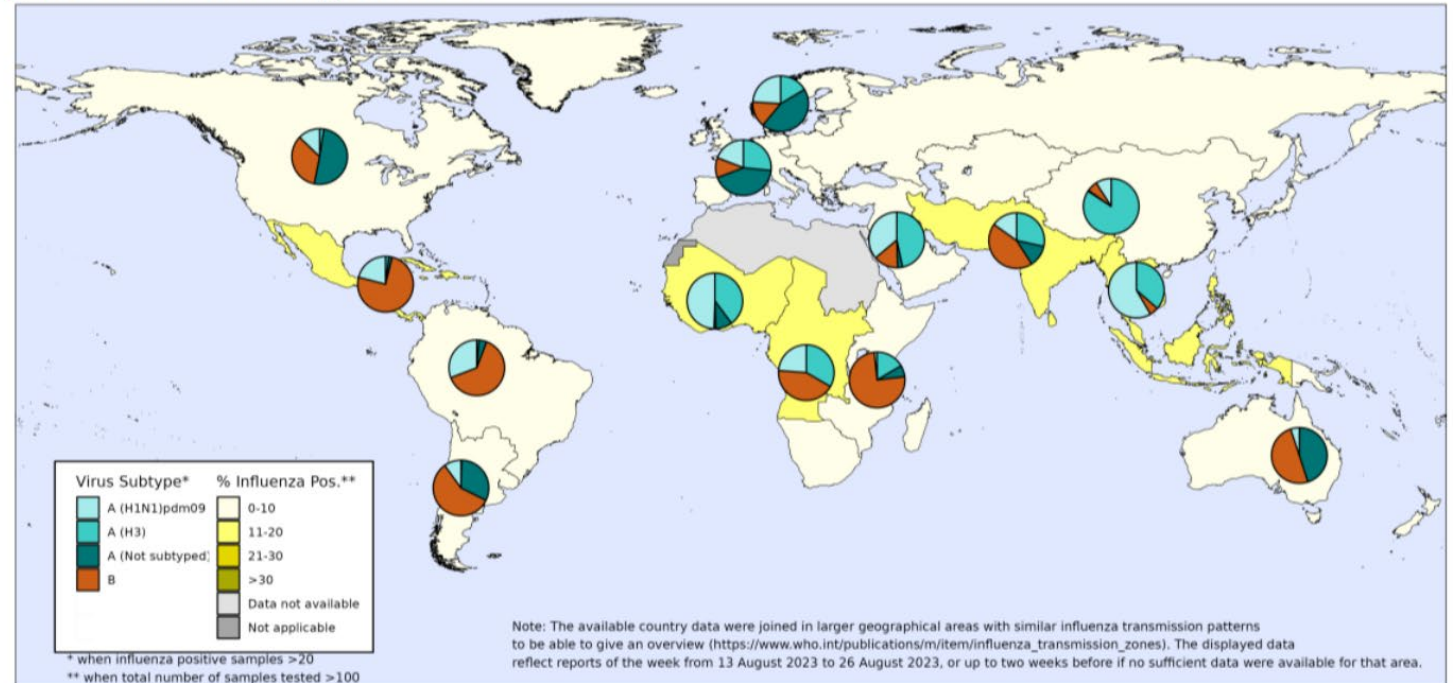 Virus Subtype*
A (H1N1)pdm09
A (H3)
A (Not subtyped)
B
% Influenza Pos.**
0-10
11-20
21-30
>30
Data not available
Not applicable
* when influenza positive samples >20
** when total number of samples tested >100
Note: The available country data were joined in larger geographical areas with similar influenza transmission patterns
to be able to give an overview (https://www.who.int/publications/m/item/influenza_transmission_zones). The displayed data
reflect reports of the week from 13 August 2023 to 26 August 2023, or up to two weeks before if no sufficient data were available for that area.